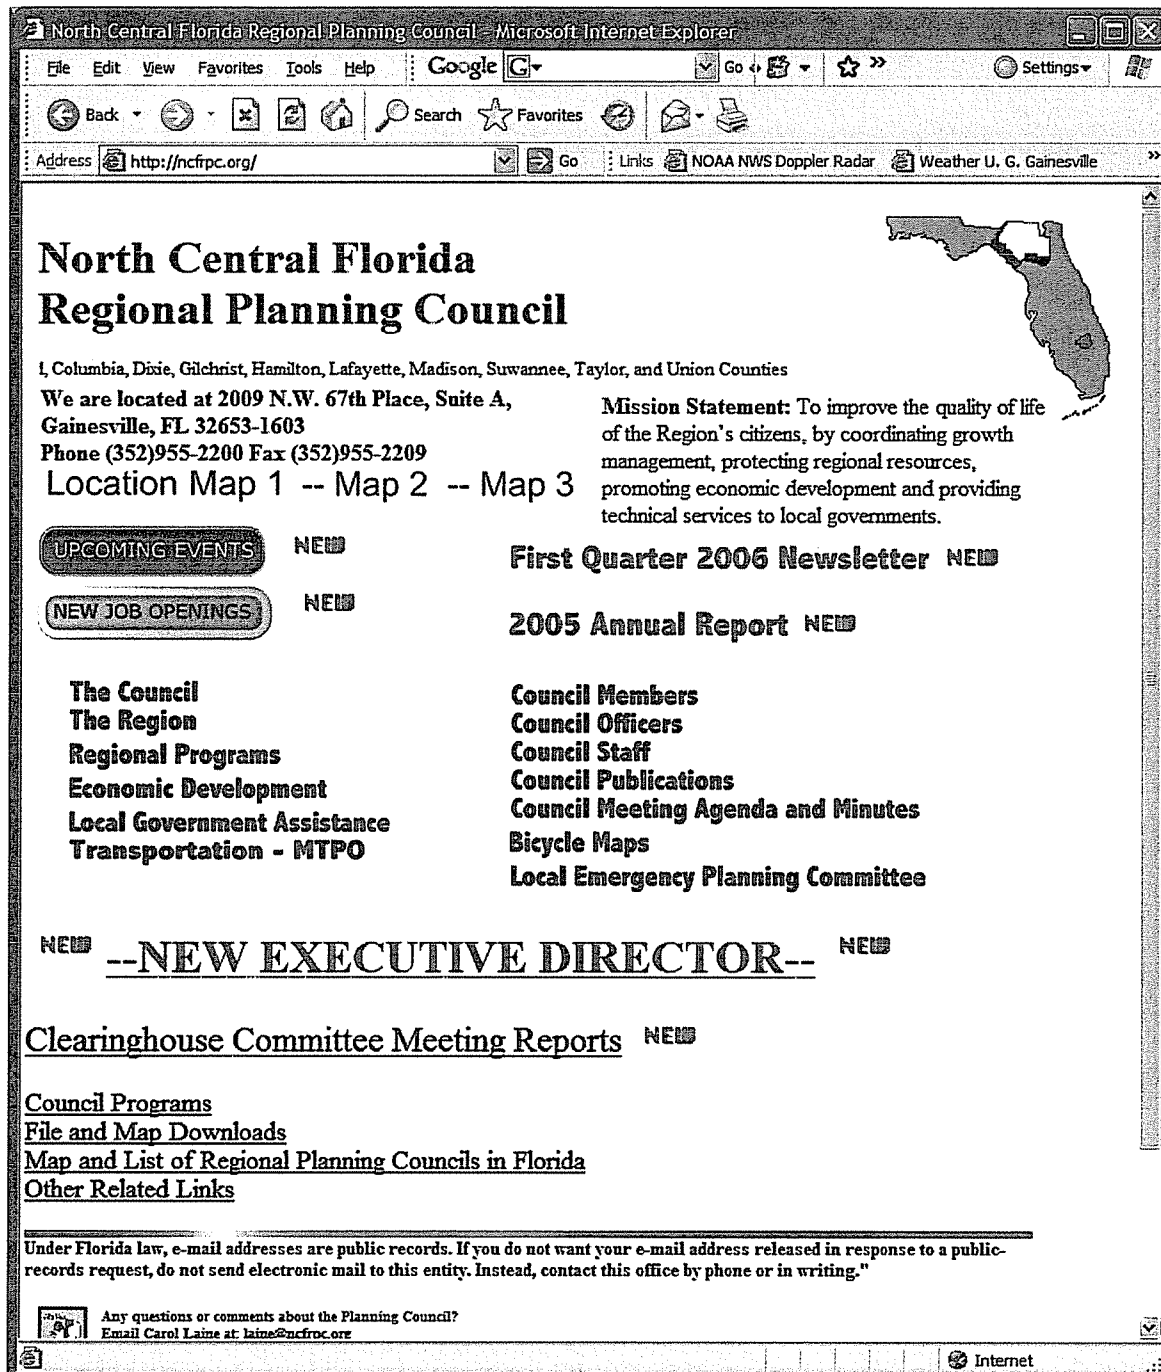 North Central Florida Regional Planning Council - Microsoft Internet Explorer
File Edit View Favorites Tools Help Google G Go Settings
Back Search Favorites
Address http://ncfrpc.org/ Go Links NOAA NWS Doppler Radar Weather U. G. Gainesville »
North Central Florida
Regional Planning Council
l, Columbia, Dixie, Gilchrist, Hamilton, Lafayette, Madison, Suwannee, Taylor, and Union Counties
We are located at 2009 N.W. 67th Place, Suite A,
Gainesville, FL 32653-1603
Phone (352)955-2200 Fax (352)955-2209
Location Map 1 -- Map 2 -- Map 3
Mission Statement: To improve the quality of life
of the Region's citizens, by coordinating growth
management, protecting regional resources,
promoting economic development and providing
technical services to local governments.
UPCOMING EVENTS NEW
NEW JOB OPENINGS NEW
First Quarter 2006 Newsletter NEW
2005 Annual Report NEW
The Council
The Region
Regional Programs
Economic Development
Local Government Assistance
Transportation - MTPO
Council Members
Council Officers
Council Staff
Council Publications
Council Meeting Agenda and Minutes
Bicycle Maps
Local Emergency Planning Committee
NEW --NEW EXECUTIVE DIRECTOR-- NEW
Clearinghouse Committee Meeting Reports NEW
Council Programs
File and Map Downloads
Map and List of Regional Planning Councils in Florida
Other Related Links
Under Florida law, e-mail addresses are public records. If you do not want your e-mail address released in response to a public-
records request, do not send electronic mail to this entity. Instead, contact this office by phone or in writing."
Any questions or comments about the Planning Council?
Email Carol Laine at: laine@ncfrpc.org
Internet